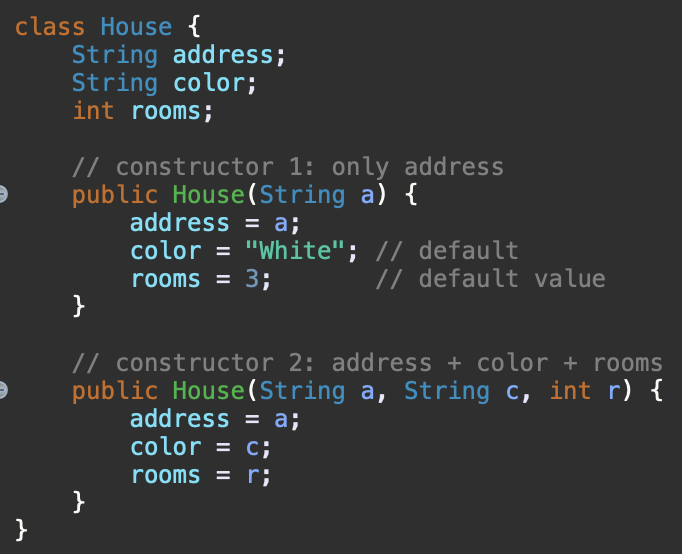 class House {
    String address;
    String color;
    int rooms;

    // constructor 1: only address
    public House(String a) {
        address = a;
        color = "White"; // default
        rooms = 3;       // default value
    }

    // constructor 2: address + color + rooms
    public House(String a, String c, int r) {
        address = a;
        color = c;
        rooms = r;
    }
}